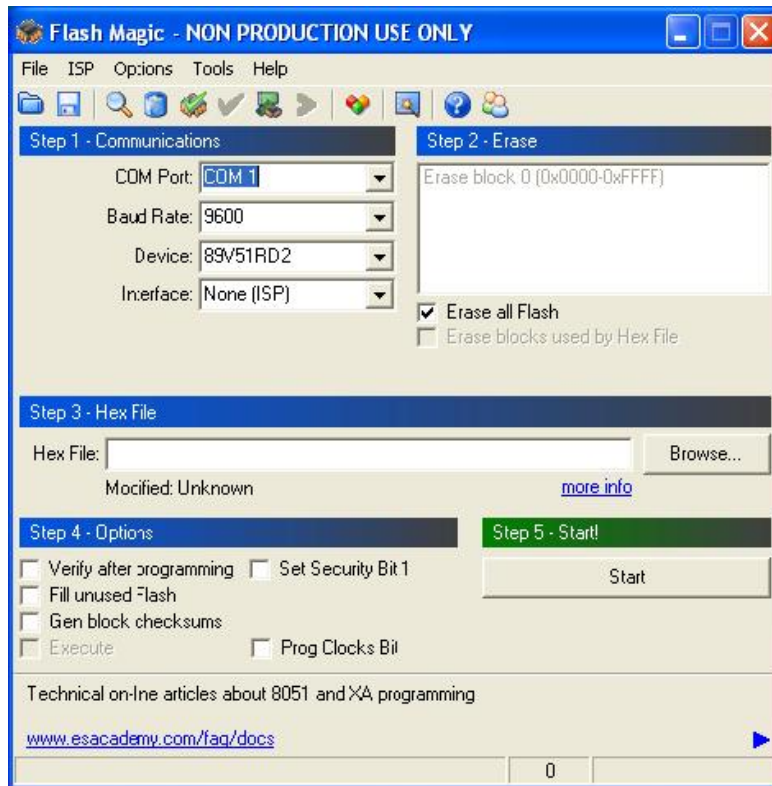 Flash Magic - NON PRODUCTION USE ONLY
File ISP Options Tools Help
Step 1 - Communications
COM Port: COM 1
Baud Rate: 9600
Device: 89V51RD2
Interface: None (ISP)
Step 2 - Erase
Erase block 0 (0x0000-0xFFFF)
Erase all Flash
Erase blocks used by Hex File
Step 3 - Hex File
Hex File:
Browse...
Modified: Unknown
more info
Step 4 - Options
Verify after programming
Set Security Bit 1
Fill unused Flash
Gen block checksums
Execute
Prog Clocks Bit
Step 5 - Start!
Start
Technical on-line articles about 8051 and XA programming
www.esacademy.com/faq/docs
0